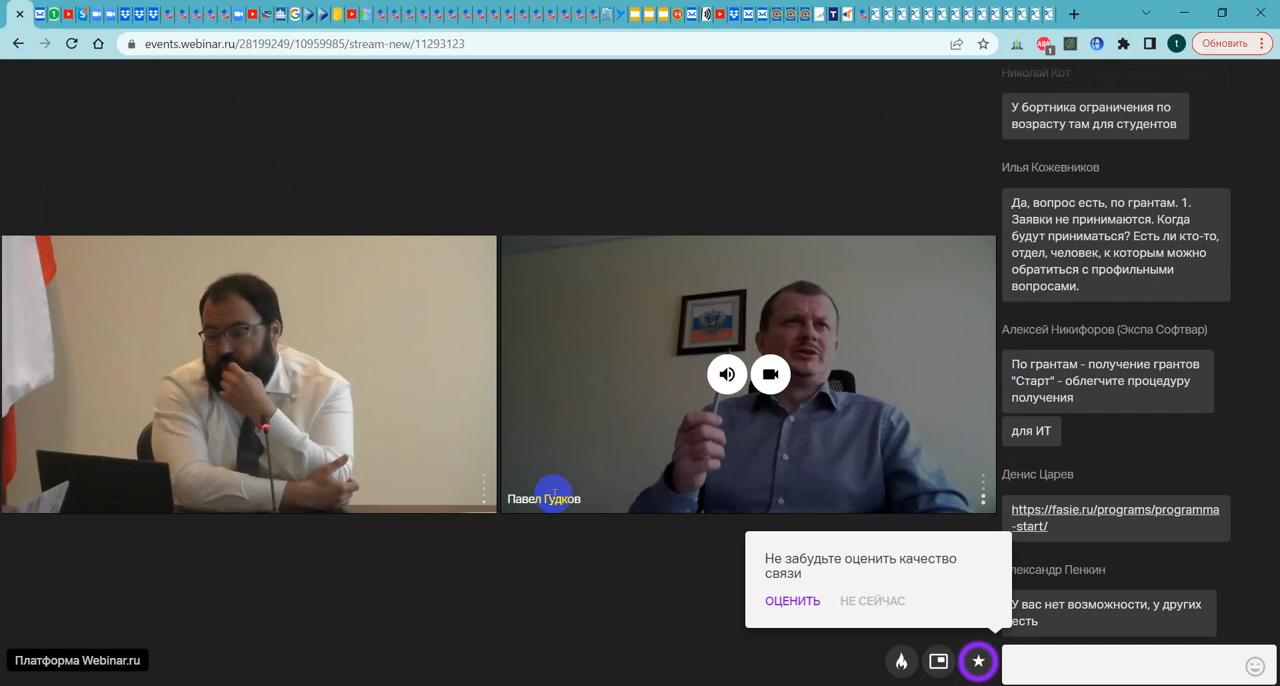 events.webinar.ru/28199249/10959985/stream-new/11293123
ABP
1
t
Обновить
Николай Кот
У бортника ограничения по
возрасту там для студентов
Илья Кожевников
Да, вопрос есть, по грантам. 1.
Заявки не принимаются. Когда
будут приниматься? Есть ли кто-то,
отдел, человек, к которым можно
обратиться с профильными
вопросами.
Алексей Никифоров (Экспа Софтвар)
По грантам - получение грантов
"Старт" - облегчите процедуру
получения
для ИТ
Денис Царев
https://fasie.ru/programs/programma
-start/
лександр Пенкин
У вас нет возможности, у других
есть
Павел Гудков
Не забудьте оценить качество
связи
ОЦЕНИТЬ НЕ СЕЙЧАС
Платформа Webinar.ru